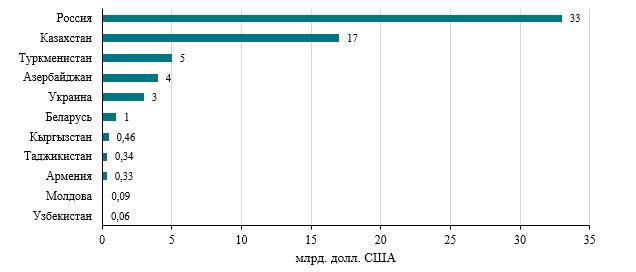 Россия 33
Казахстан 17
Туркменистан 5
Азербайджан 4
Украина 3
Беларусь 1
Кыргызстан 0,46
Таджикистан 0,34
Армения 0,33
Молдова 0,09
Узбекистан 0,06
0 5 10 15 20 25 30 35
млрд. долл. США